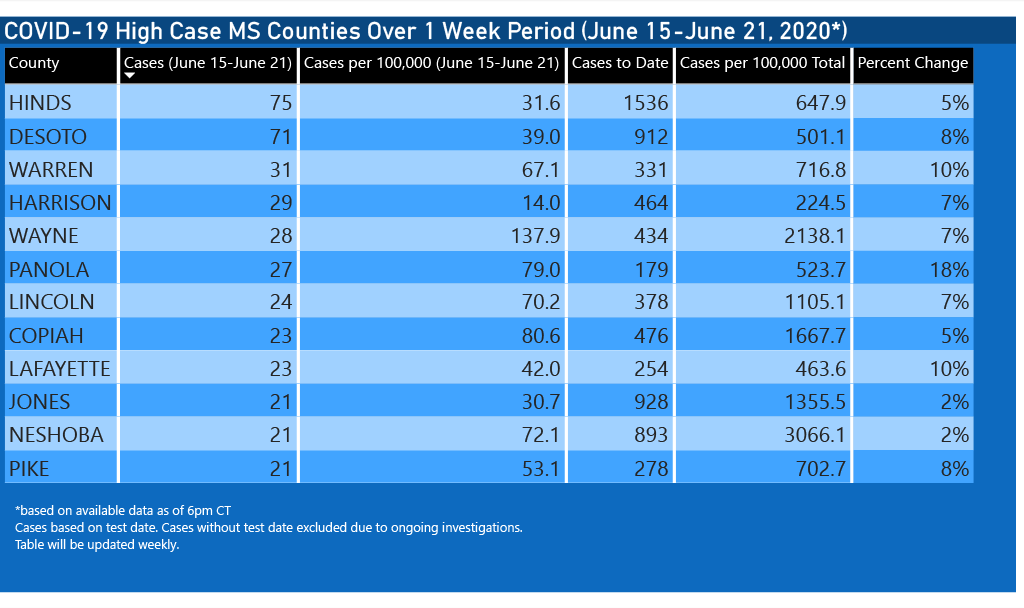 COVID-19 High Case MS Counties Over 1 Week Period (June 15-June 21, 2020*)
County Cases (June 15-June 21) Cases per 100,000 (June 15-June 21) Cases to Date Cases per 100,000 Total Percent Change
HINDS 75 31.6 1536 647.9 5%
DESOTO 71 39.0 912 501.1 8%
WARREN 31 67.1 331 716.8 10%
HARRISON 29 14.0 464 224.5 7%
WAYNE 28 137.9 434 2138.1 7%
PANOLA 27 79.0 179 523.7 18%
LINCOLN 24 70.2 378 1105.1 7%
COPIAH 23 80.6 476 1667.7 5%
LAFAYETTE 23 42.0 254 463.6 10%
JONES 21 30.7 928 1355.5 2%
NESHOBA 21 72.1 893 3066.1 2%
PIKE 21 53.1 278 702.7 8%
*based on available data as of 6pm CT
Cases based on test date. Cases without test date excluded due to ongoing investigations.
Table will be updated weekly.